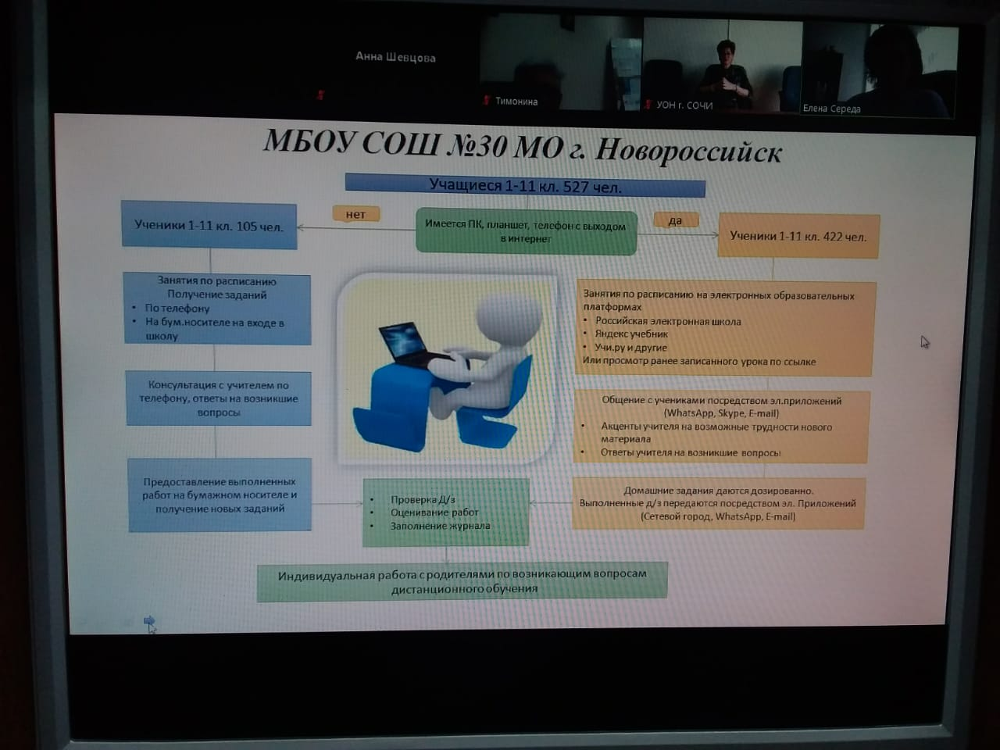 Анна Шевцова
Тимонина
УОН г. СОЧИ
Елена Середа
МБОУ СОШ №30 МО г. Новороссийск
Учащиеся 1-11 кл. 527 чел.
нет
Имеется ПК, планшет, телефон с выходом
в интернет
да
Ученики 1-11 кл. 105 чел.
Занятия по расписанию
Получение заданий
• По телефону
• На бум.носителе на входе в
школу
Консультация с учителем по
телефону, ответы на возникшие
вопросы
Предоставление выполненных
работ на бумажном носителе и
получение новых заданий
Ученики 1-11 кл. 422 чел.
Занятия по расписанию на электронных образовательных
платформах
• Российская электронная школа
• Яндекс учебник
• Учи.ру и другие
Или просмотр ранее записанного урока по ссылке
Общение с учениками посредством эл.приложений
(WhatsApp, Skype, E-mail)
• Акценты учителя на возможные трудности нового
материала
• Ответы учителя на возникшие вопросы
Домашние задания даются дозированно.
Выполненные д/з передаются посредством эл. Приложений
(Сетевой город, WhatsApp, E-mail)
• Проверка Д/з
• Оценивание работ
• Заполнение журнала
Индивидуальная работа с родителями по возникающим вопросам
дистанционного обучения